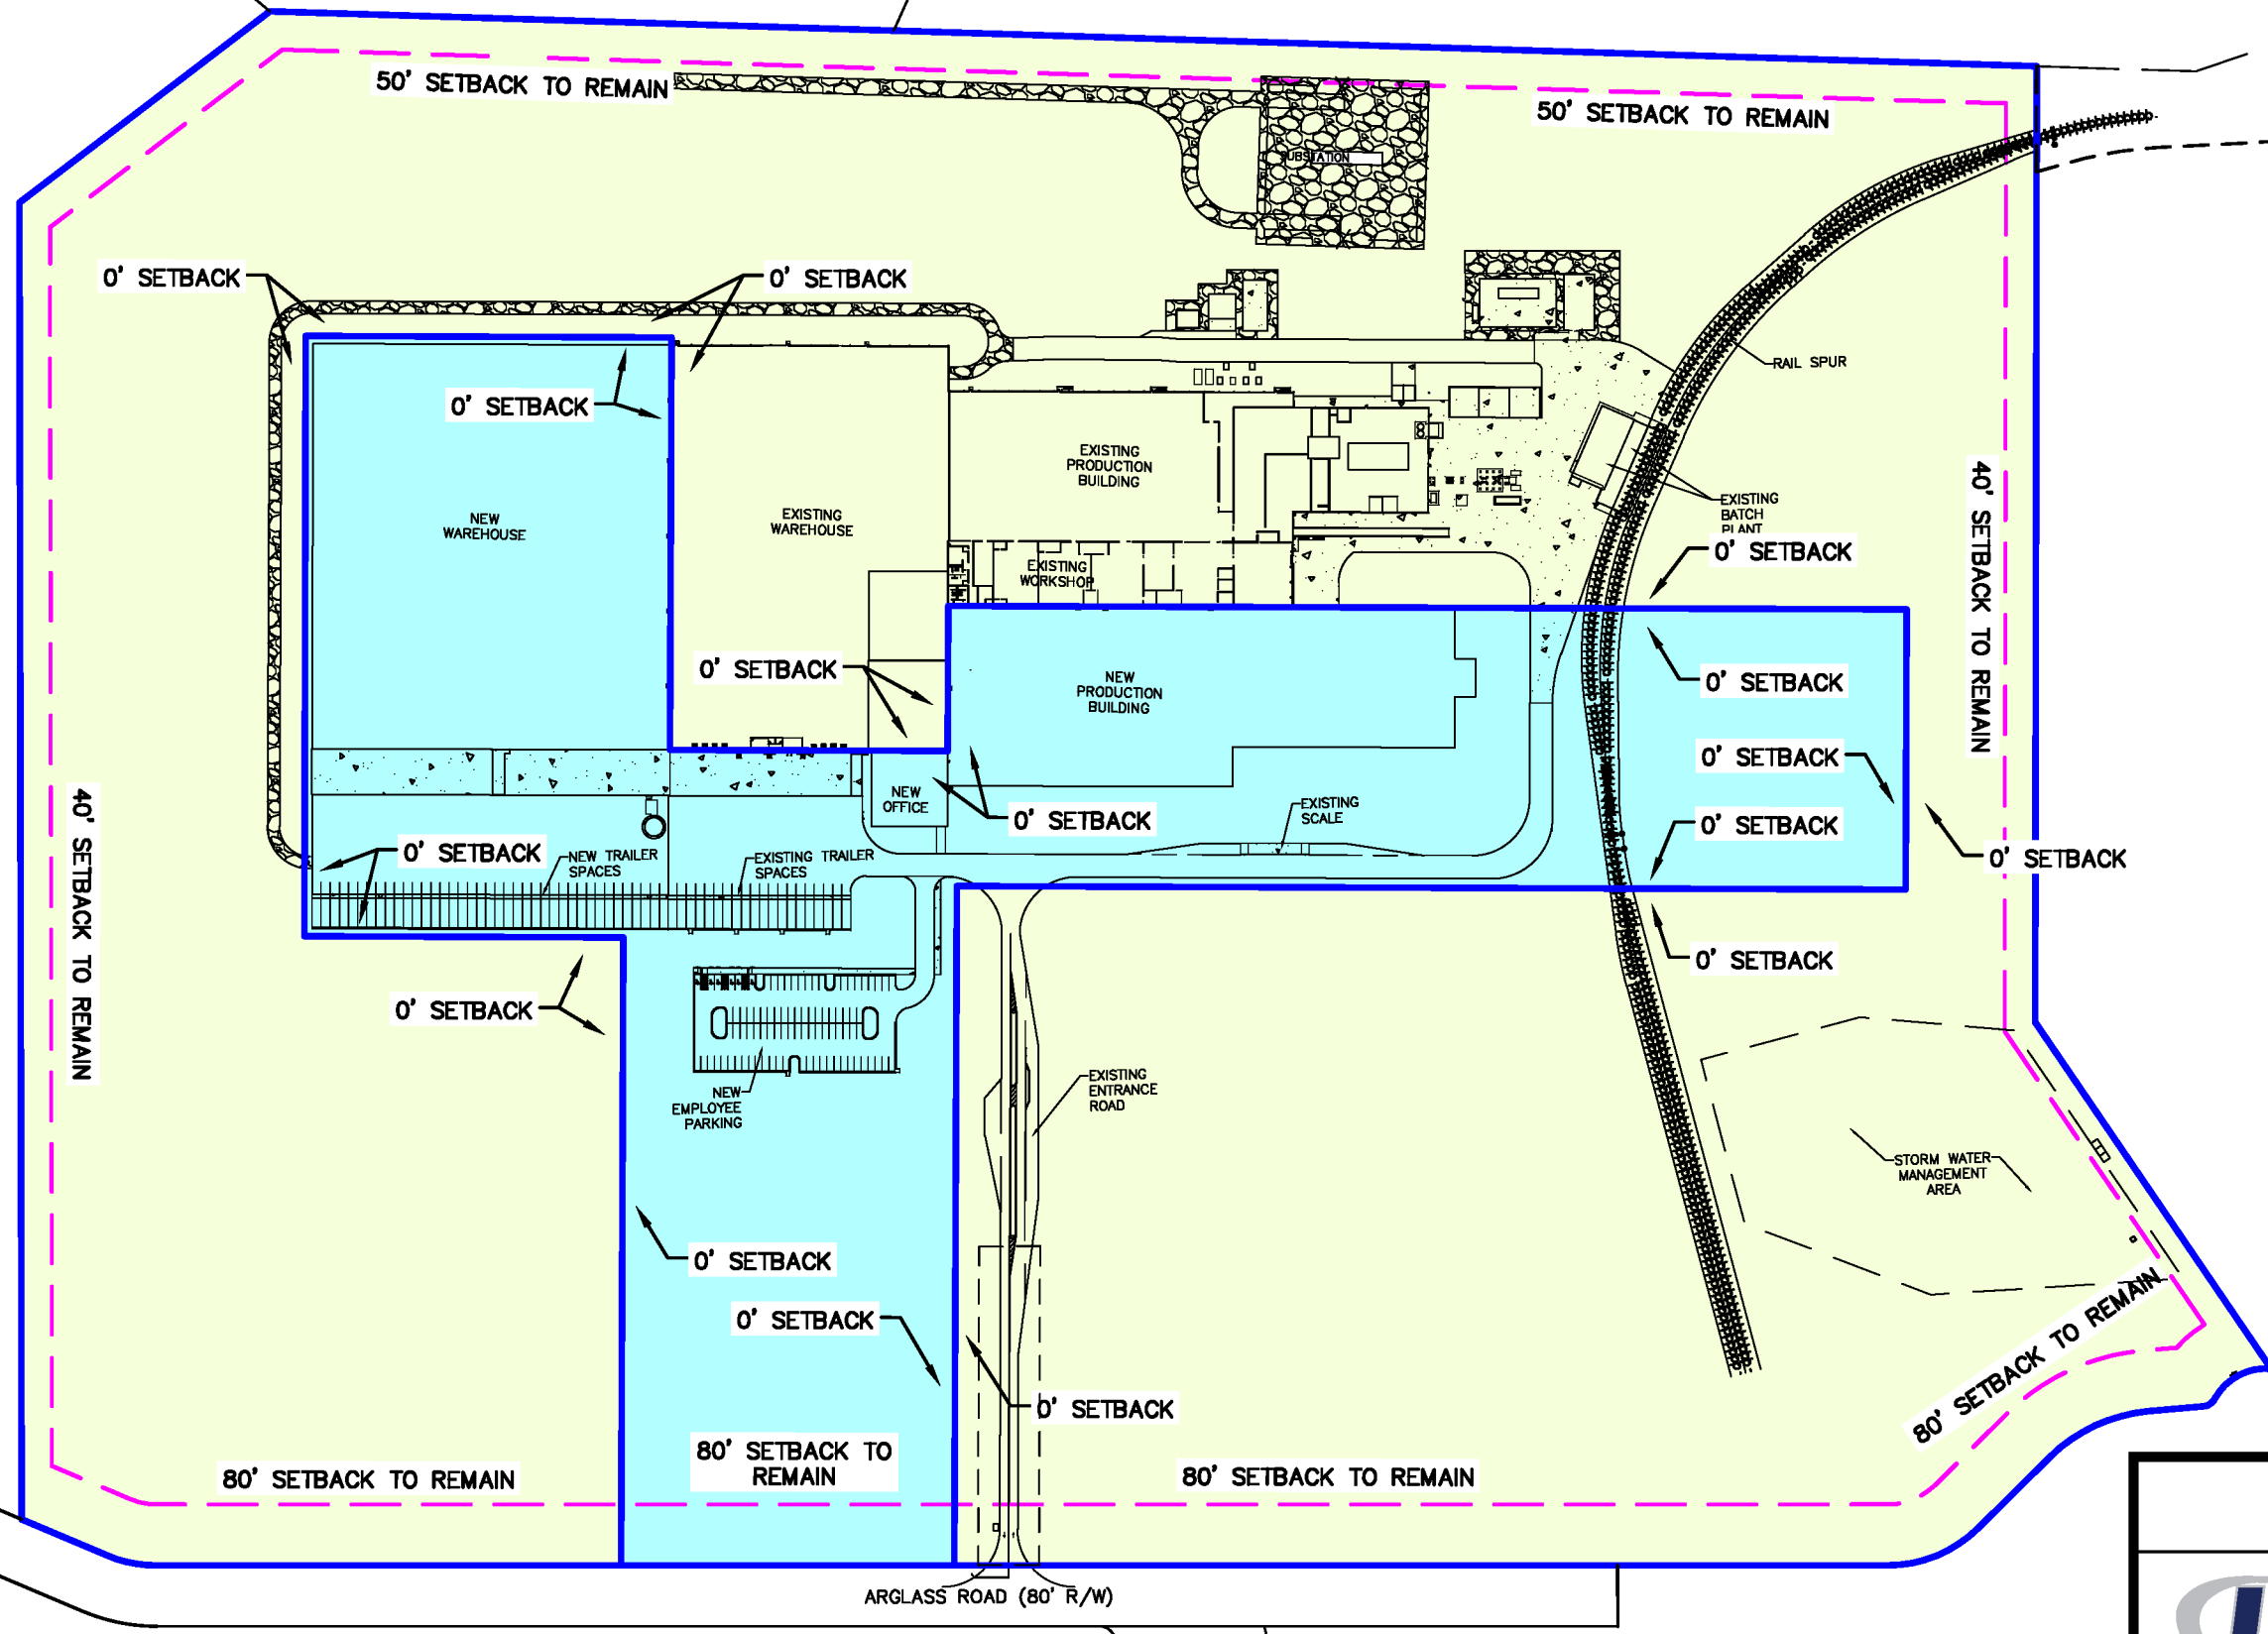 50' SETBACK TO REMAIN
50' SETBACK TO REMAIN
SUBSTATION
0' SETBACK
0' SETBACK
RAIL SPUR
0' SETBACK
EXISTING
PRODUCTION
BUILDING
40' SETBACK TO REMAIN
EXISTING
BATCH
PLANT
NEW
WAREHOUSE
EXISTING
WAREHOUSE
0' SETBACK
EXISTING
WORKSHOP
0' SETBACK
NEW
PRODUCTION
BUILDING
0' SETBACK
0' SETBACK
NEW
OFFICE
0' SETBACK
EXISTING
SCALE
0' SETBACK
0' SETBACK
40' SETBACK TO REMAIN
0' SETBACK
NEW TRAILER
SPACES
EXISTING TRAILER
SPACES
0' SETBACK
0' SETBACK
NEW
EMPLOYEE
PARKING
EXISTING
ENTRANCE
ROAD
STORM WATER
MANAGEMENT
AREA
0' SETBACK
0' SETBACK
0' SETBACK
80' SETBACK TO REMAIN
80' SETBACK TO REMAIN
80' SETBACK TO
REMAIN
80' SETBACK TO REMAIN
ARGLASS ROAD (80' R/W)